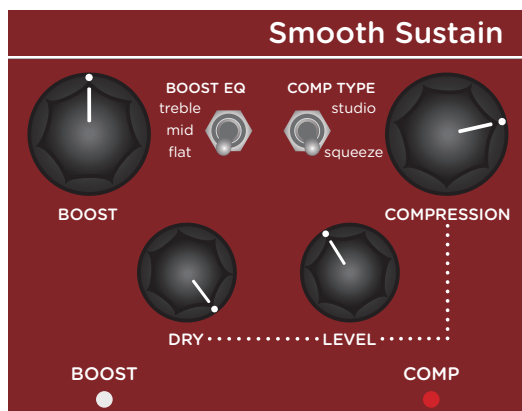 Smooth Sustain
BOOST EQ
treble
mid
flat
COMP TYPE
studio
squeeze
BOOST
COMPRESSION
DRY
LEVEL
BOOST
COMP